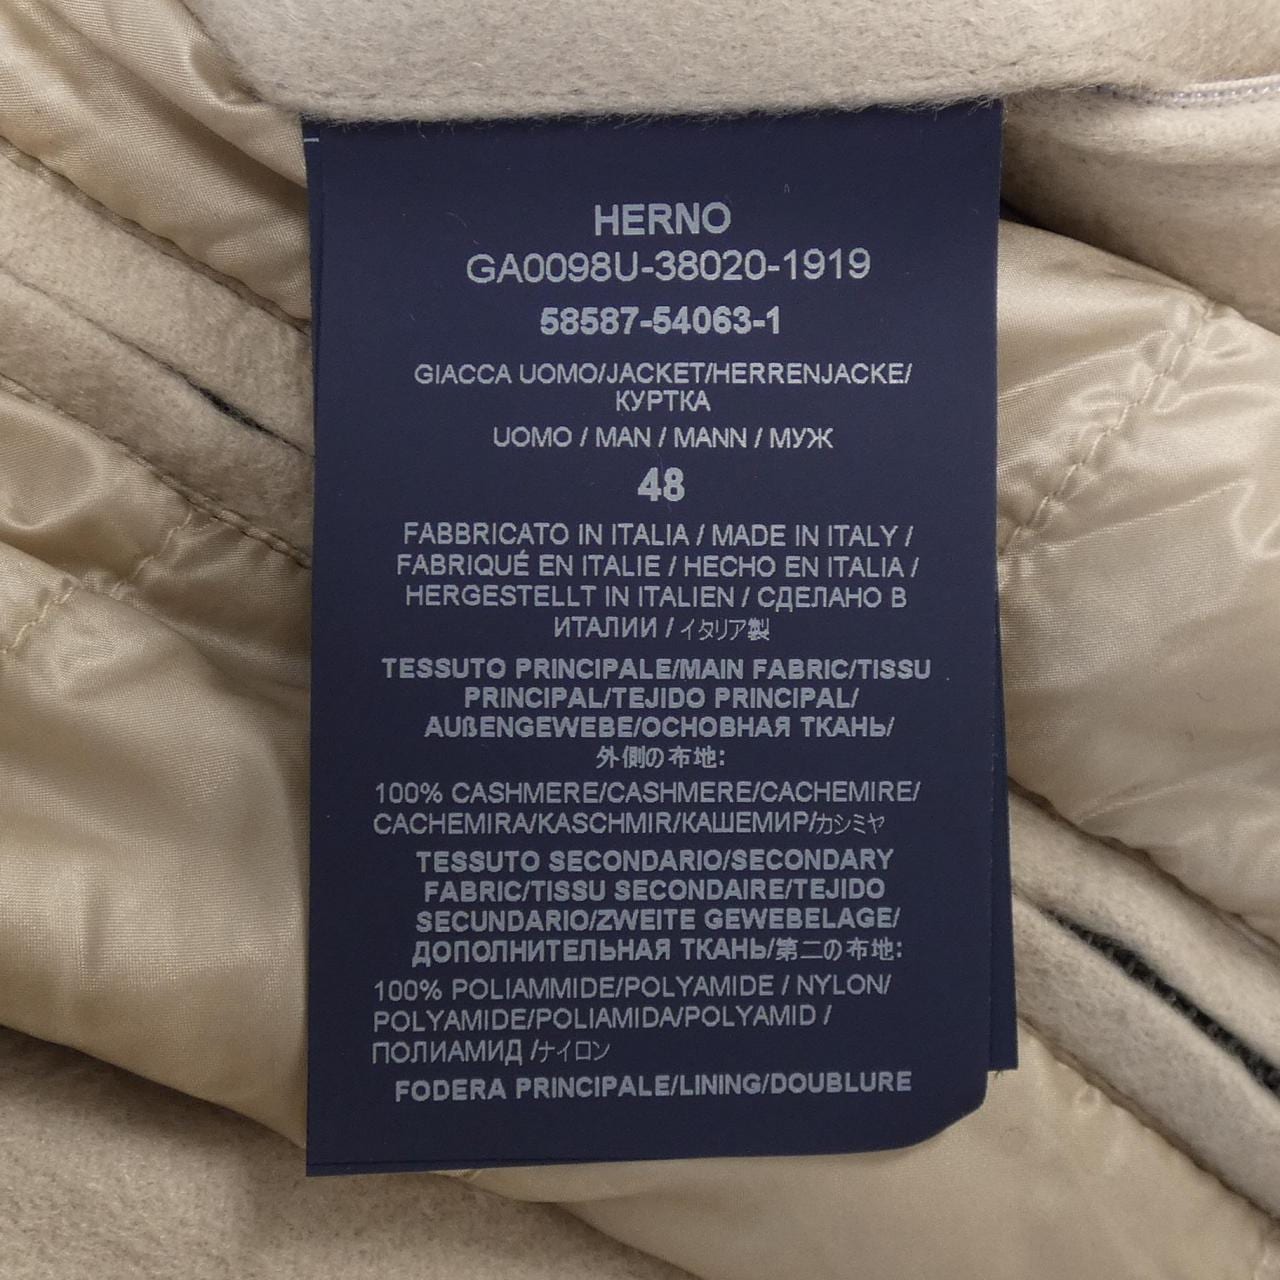 HERNO
GA0098U-38020-1919
58587-54063-1
GIACCA UOMO/JACKET/HERRENJACKE/
КУРТКА
UOMO / MAN / MANN / МУЖ
48
FABBRICATO IN ITALIA / MADE IN ITALY /
FABRIQUÉ EN ITALIE / HECHO EN ITALIA /
HERGESTELLT IN ITALIEN / СДЕЛАНО В
ИТАЛИИ / イタリア製
TESSUTO PRINCIPALE/MAIN FABRIC/TISSU
PRINCIPAL/TEJIDO PRINCIPAL/
AUßENGEWEBE/ОСНОВНАЯ ТКАНЬ/
外側の布地:
100% CASHMERE/CASHMERE/CACHEMIRE/
CACHEMIRA/KASCHMIR/КАШЕМИР/カシミヤ
TESSUTO SECONDARIO/SECONDARY
FABRIC/TISSU SECONDAIRE/TEJIDO
SECUNDARIO/ZWEITE GEWEBELAGE/
ДОПОЛНИТЕЛЬНАЯ ТКАНЬ/第二の布地:
100% POLIAMMIDE/POLYAMIDE / NYLON/
POLYAMIDE/POLIAMIDA/POLYAMID /
ПОЛИАМИД /ナイロン
FODERA PRINCIPALE/LINING/DOUBLURE